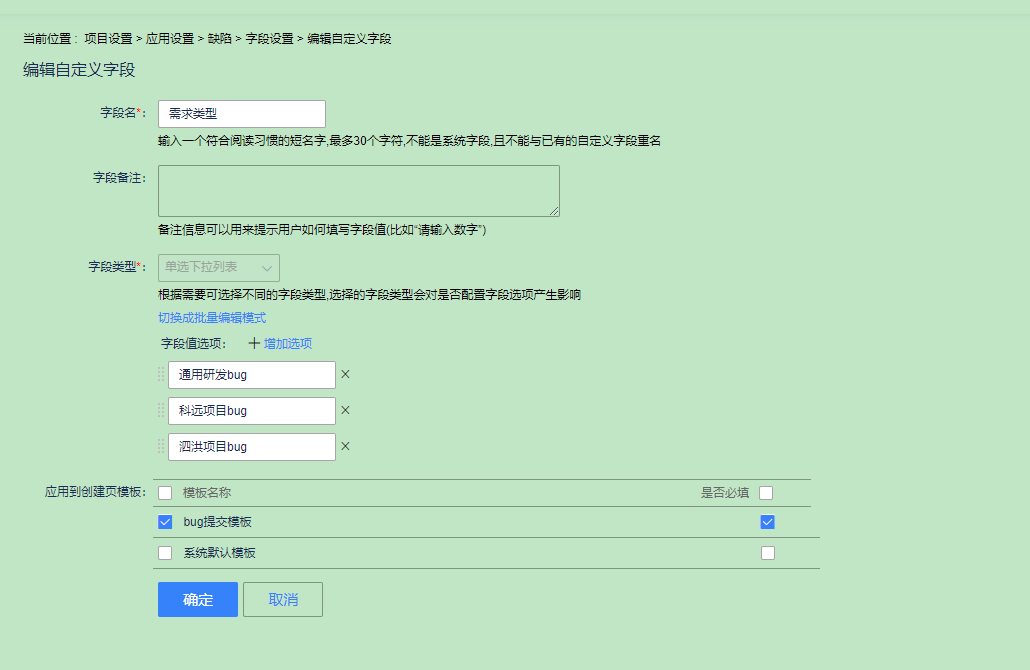 当前位置： 项目设置 > 应用设置 > 缺陷 > 字段设置 > 编辑自定义字段
编辑自定义字段
字段名*： 需求类型
输入一个符合阅读习惯的短名字,最多30个字符,不能是系统字段,且不能与已有的自定义字段重名
字段备注：
备注信息可以用来提示用户如何填写字段值(比如“请输入数字”)
字段类型*： 单选下拉列表
根据需要可选择不同的字段类型,选择的字段类型会对是否配置字段选项产生影响
切换成批量编辑模式
字段值选项： 增加选项
通用研发bug
科远项目bug
泗洪项目bug
应用到创建页模板： 模板名称 是否必填
bug提交模板
系统默认模板
确定 取消